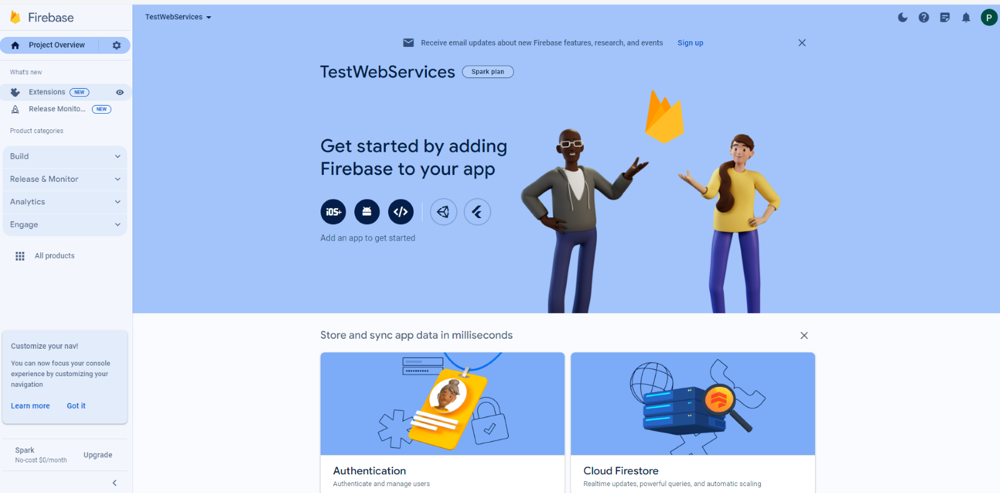 Firebase
Project Overview
What's new
Extensions NEW
Release Monito... NEW
Product categories
Build
Release & Monitor
Analytics
Engage
All products
Customize your nav!
You can now focus your console
experience by customizing your
navigation
Learn more Got it
Spark
No-cost $0/month
Upgrade
TestWebServices
P
Receive email updates about new Firebase features, research, and events Sign up
TestWebServices Spark plan
Get started by adding
Firebase to your app
iOS+
Add an app to get started
Store and sync app data in milliseconds
Authentication
Authenticate and manage users
Cloud Firestore
Realtime updates, powerful queries, and automatic scaling